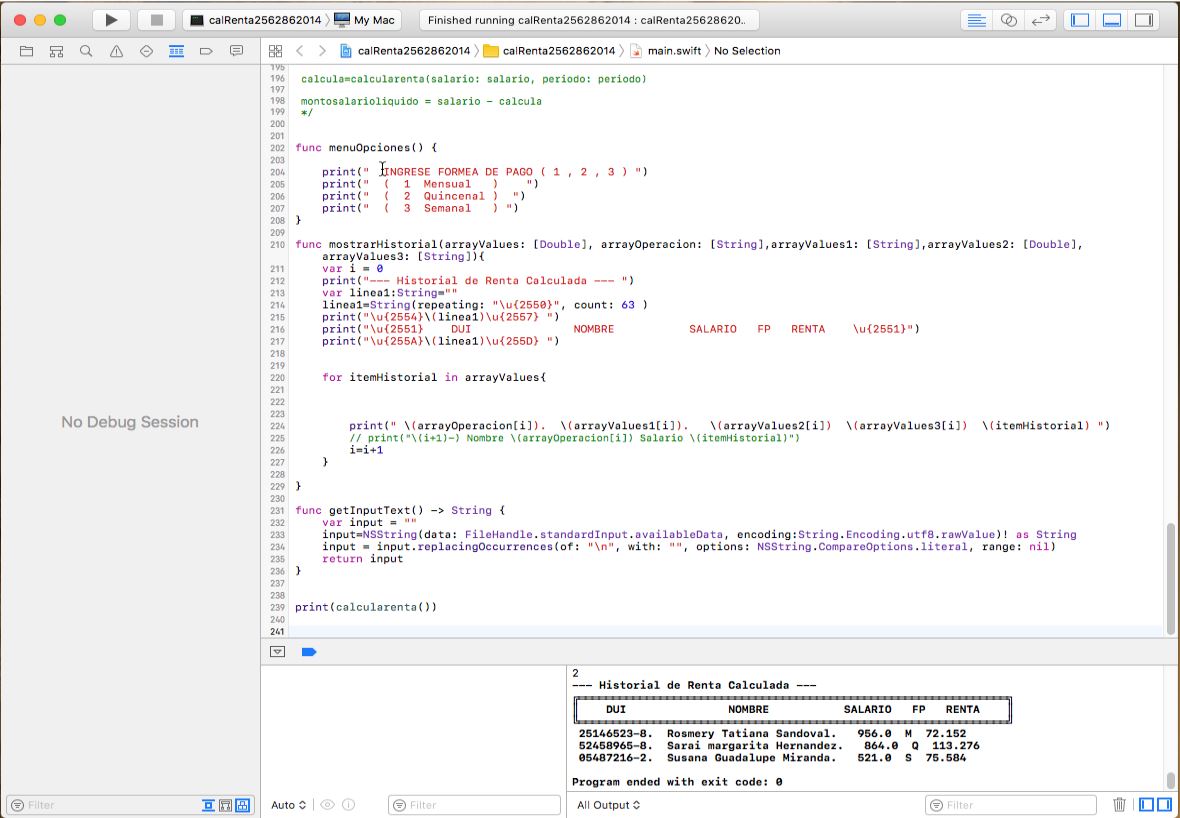 calRenta2562862014 〉 My Mac
Finished running calRenta2562862014 : calRenta25628620..
calRenta2562862014 〉 calRenta2562862014 〉 main.swift 〉 No Selection
195
196 calcula=calcularenta(salario: salario, periodo: periodo)
197
198 montosalarioliquido = salario - calcula
199 */
200
201
202 func menuOpciones() {
203
204 print("  INGRESE FORMEA DE PAGO ( 1 , 2 , 3 ) ")
205 print("  (  1  Mensual   )    ")
206 print("  (  2  Quincenal )  ")
207 print("  (  3  Semanal   ) ")
208 }
209
210 func mostrarHistorial(arrayValues: [Double], arrayOperacion: [String],arrayValues1: [String],arrayValues2: [Double],
arrayValues3: [String]){
211 var i = 0
212 print("--- Historial de Renta Calculada --- ")
213 var linea1:String=""
214 linea1=String(repeating: "\u{2550}", count: 63 )
215 print("\u{2554}\(linea1)\u{2557} ")
216 print("\u{2551}    DUI               NOMBRE           SALARIO   FP   RENTA    \u{2551}")
217 print("\u{255A}\(linea1)\u{255D} ")
218
219
220 for itemHistorial in arrayValues{
221
222
223
224 print(" \(arrayOperacion[i]).  \(arrayValues1[i]).   \(arrayValues2[i])  \(arrayValues3[i])  \(itemHistorial) ")
225 // print("\(i+1)-) Nombre \(arrayOperacion[i]) Salario \(itemHistorial)")
226 i=i+1
227 }
228
229 }
230
231 func getInputText() -> String {
232 var input = ""
233 input=NSString(data: FileHandle.standardInput.availableData, encoding:String.Encoding.utf8.rawValue)! as String
234 input = input.replacingOccurrences(of: "\n", with: "", options: NSString.CompareOptions.literal, range: nil)
235 return input
236 }
237
238
239 print(calcularenta())
240
241
No Debug Session
2
--- Historial de Renta Calculada ---
DUI NOMBRE SALARIO FP RENTA
25146523-8.  Rosmery Tatiana Sandoval.   956.0  M  72.152
52458965-8.  Sarai margarita Hernandez.   864.0  Q  113.276
05487216-2.  Susana Guadalupe Miranda.   521.0  S  75.584
Program ended with exit code: 0
Filter
Auto
Filter
All Output
Filter